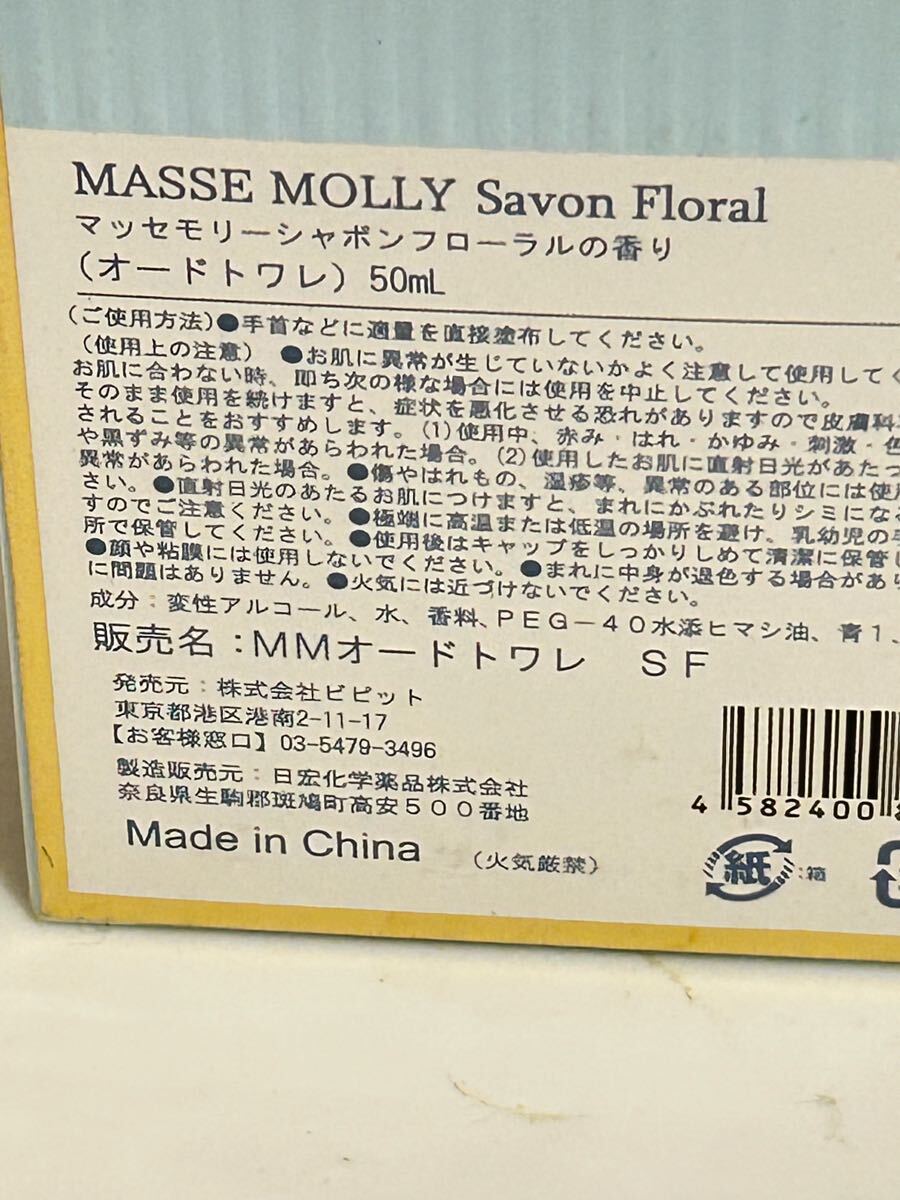 MASSE MOLLY Savon Floral
マッセモリーシャボンフローラルの香り
(オードトワレ) 50mL
(ご使用方法)●手首などに適量を直接塗布してください。
(使用上の注意) ●お肌に異常が生じていないかよく注意して使用してく
お肌に合わない時、即ち次の様な場合には使用を中止してください。
そのまま使用を続けますと、症状を悪化させる恐れがありますので皮膚科
されることをおすすめします。(1)使用中、赤み・はれ・かゆみ・刺激・色
や黒ずみ等の異常があらわれた場合。(2)使用したお肌に直射日光があたっ
異常があらわれた場合。●傷やはれもの、湿疹等、異常のある部位には使用
さい。●直射日光のあたるお肌につけますと、まれにかぶれたりシミになる
すのでご注意ください。●極端に高温または低温の場所を避け、乳幼児の手
所で保管してください。●使用後はキャップをしっかりしめて清潔に保管し
●顔や粘膜には使用しないでください。●まれに中身が退色する場合があり
に問題はありません。●火気には近づけないでください。
成分：変性アルコール、水、香料、PEG－40水添ヒマシ油、青1、
販売名：MMオードトワレ SF
発売元：株式会社ビピット
東京都港区港南2-11-17
【お客様窓口】03-5479-3496
製造販売元：日宏化学薬品株式会社
奈良県生駒郡斑鳩町高安500番地
Made in China (火気厳禁)
4 582400
紙 :箱